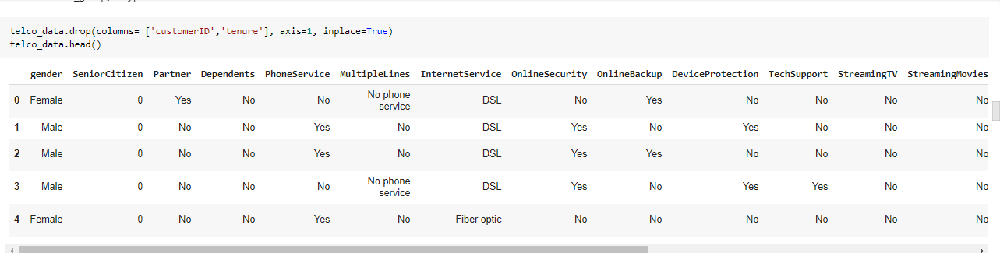 telco_data.drop(columns= ['customerID','tenure'], axis=1, inplace=True)
telco_data.head()
gender SeniorCitizen Partner Dependents PhoneService MultipleLines InternetService OnlineSecurity OnlineBackup DeviceProtection TechSupport StreamingTV StreamingMovies
0 Female 0 Yes No No No phone service DSL No Yes No No No No
1 Male 0 No No Yes No DSL Yes No Yes No No No
2 Male 0 No No Yes No DSL Yes Yes No No No No
3 Male 0 No No No No phone service DSL Yes No Yes Yes No No
4 Female 0 No No Yes No Fiber optic No No No No No No